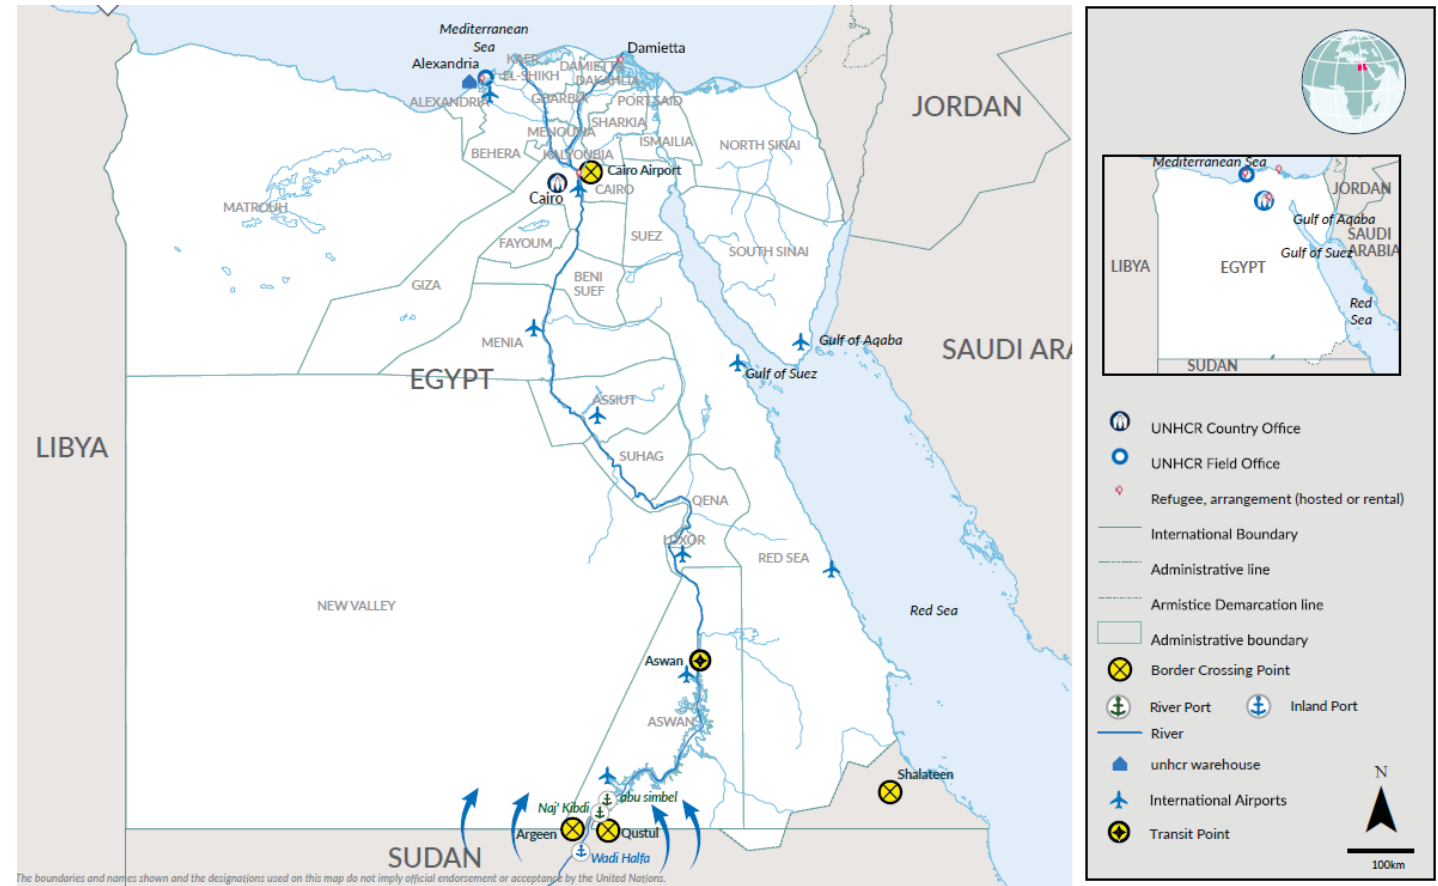 Mediterranean
Sea
Alexandria
Damietta
KAFR
EL-SHIKH
DAMIETTA
DAKAHLIA
ALEXANDRIA
GHARBIA
PORT SAID
MENOUFIA
SHARKIA
ISMAILIA
NORTH SINAI
BEHERA
KALYOUBIA
Cairo Airport
CAIRO
Cairo
MATROUH
FAYOUM
SUEZ
SOUTH SINAI
GIZA
BENI
SUEF
MENIA
Gulf of Aqaba
Gulf of Suez
EGYPT
ASSIUT
LIBYA
SUHAG
QENA
LUXOR
RED SEA
NEW VALLEY
Red Sea
Aswan
ASWAN
Shalateen
Naj' Kibdi
abu simbel
Argeen
Qustul
Wadi Halfa
SUDAN
JORDAN
SAUDI ARA
The boundaries and names shown and the designations used on this map do not imply official endorsement or acceptance by the United Nations.
Mediterranean Sea
JORDAN
Gulf of Aqaba
SAUDI
ARABIA
Gulf of Suez
LIBYA
EGYPT
Red
Sea
SUDAN
UNHCR Country Office
UNHCR Field Office
Refugee, arrangement (hosted or rental)
International Boundary
Administrative line
Armistice Demarcation line
Administrative boundary
Border Crossing Point
River Port
Inland Port
River
unhcr warehouse
International Airports
Transit Point
N
100km